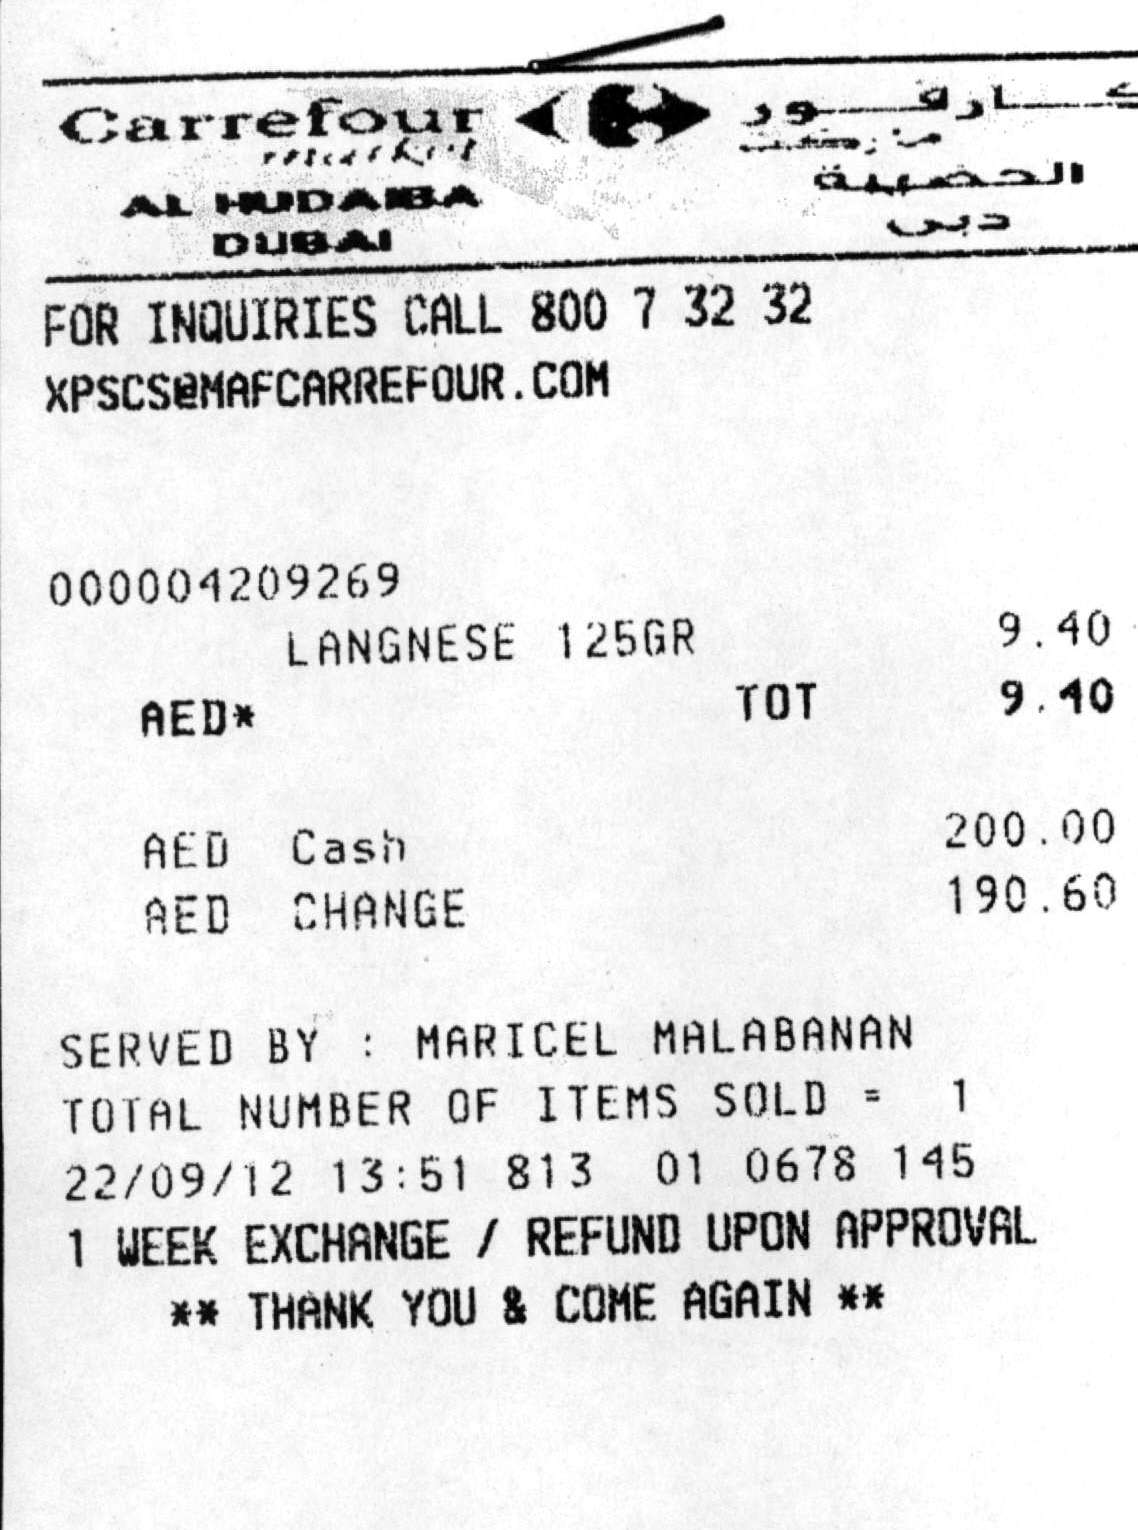 Carrefour كارفور
market ماركت
AL HUDAIBA الحضيبة
DUBAI دبي
FOR INQUIRIES CALL 800 7 32 32
XPSCS@MAFCARREFOUR.COM
000004209269
LANGNESE 125GR 9.40
AED* TOT 9.40
AED Cash 200.00
AED CHANGE 190.60
SERVED BY : MARICEL MALABANAN
TOTAL NUMBER OF ITEMS SOLD = 1
22/09/12 13:51 813 01 0678 145
1 WEEK EXCHANGE / REFUND UPON APPROVAL
** THANK YOU & COME AGAIN **